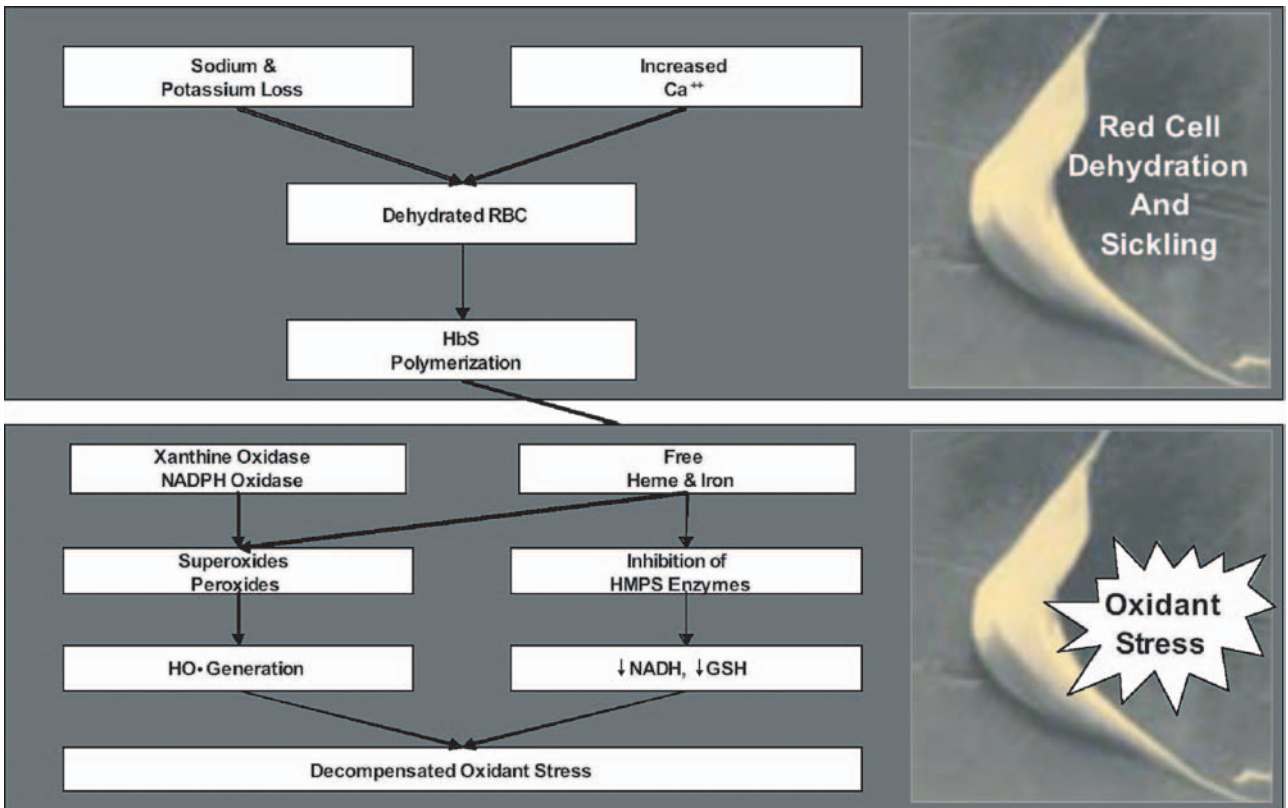 Sodium &
Potassium Loss
Increased
Ca⁺⁺
Dehydrated RBC
HbS
Polymerization
Red Cell
Dehydration
And
Sickling
Xanthine Oxidase
NADPH Oxidase
Free
Heme & Iron
Superoxides
Peroxides
Inhibition of
HMPS Enzymes
HO• Generation
↓NADH, ↓GSH
Decompensated Oxidant Stress
Oxidant
Stress